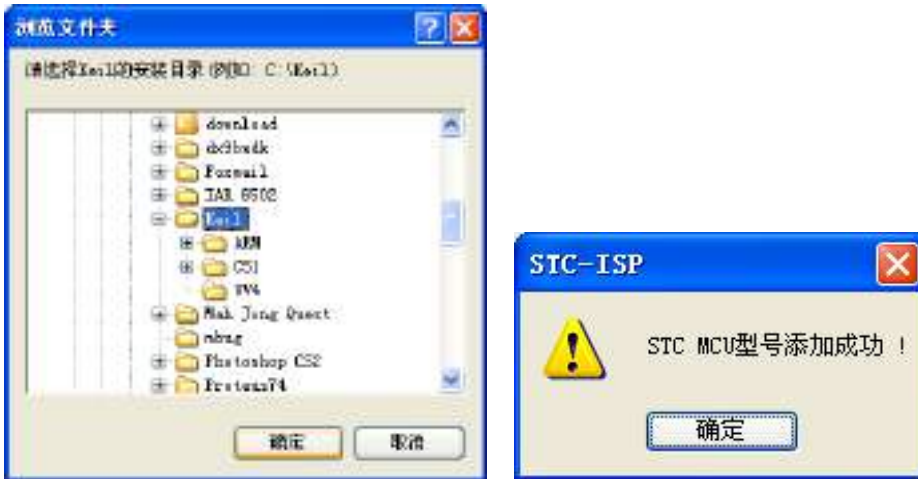 浏览文件夹
请选择Keil的安装目录(例如: C:\Keil)
download
dx9sdk
Foxmail
IAR 6502
Keil
ARM
C51
UV4
Mah Jong Quest
Photoshop CS2
确定
取消
STC-ISP
STC MCU型号添加成功 !
确定